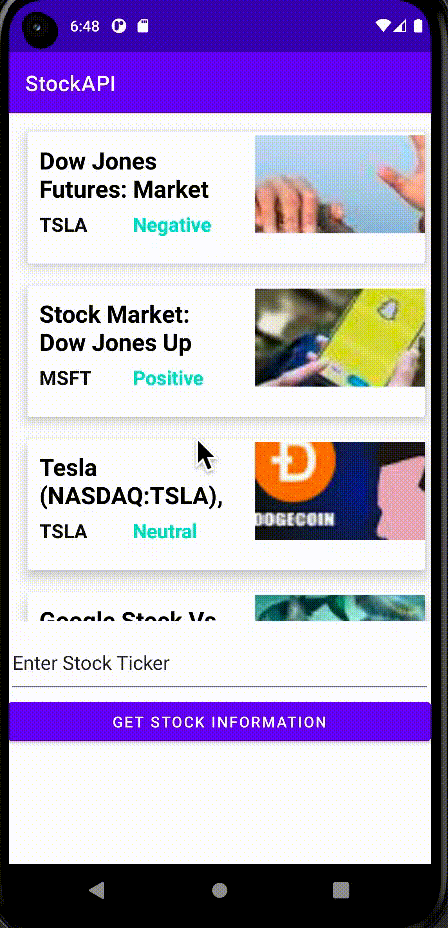 6:48
StockAPI
Dow Jones
Futures: Market
TSLA Negative
Stock Market:
Dow Jones Up
MSFT Positive
Tesla
(NASDAQ:TSLA),
TSLA Neutral
DOGECOIN
Google Stock Vs
Enter Stock Ticker
GET STOCK INFORMATION